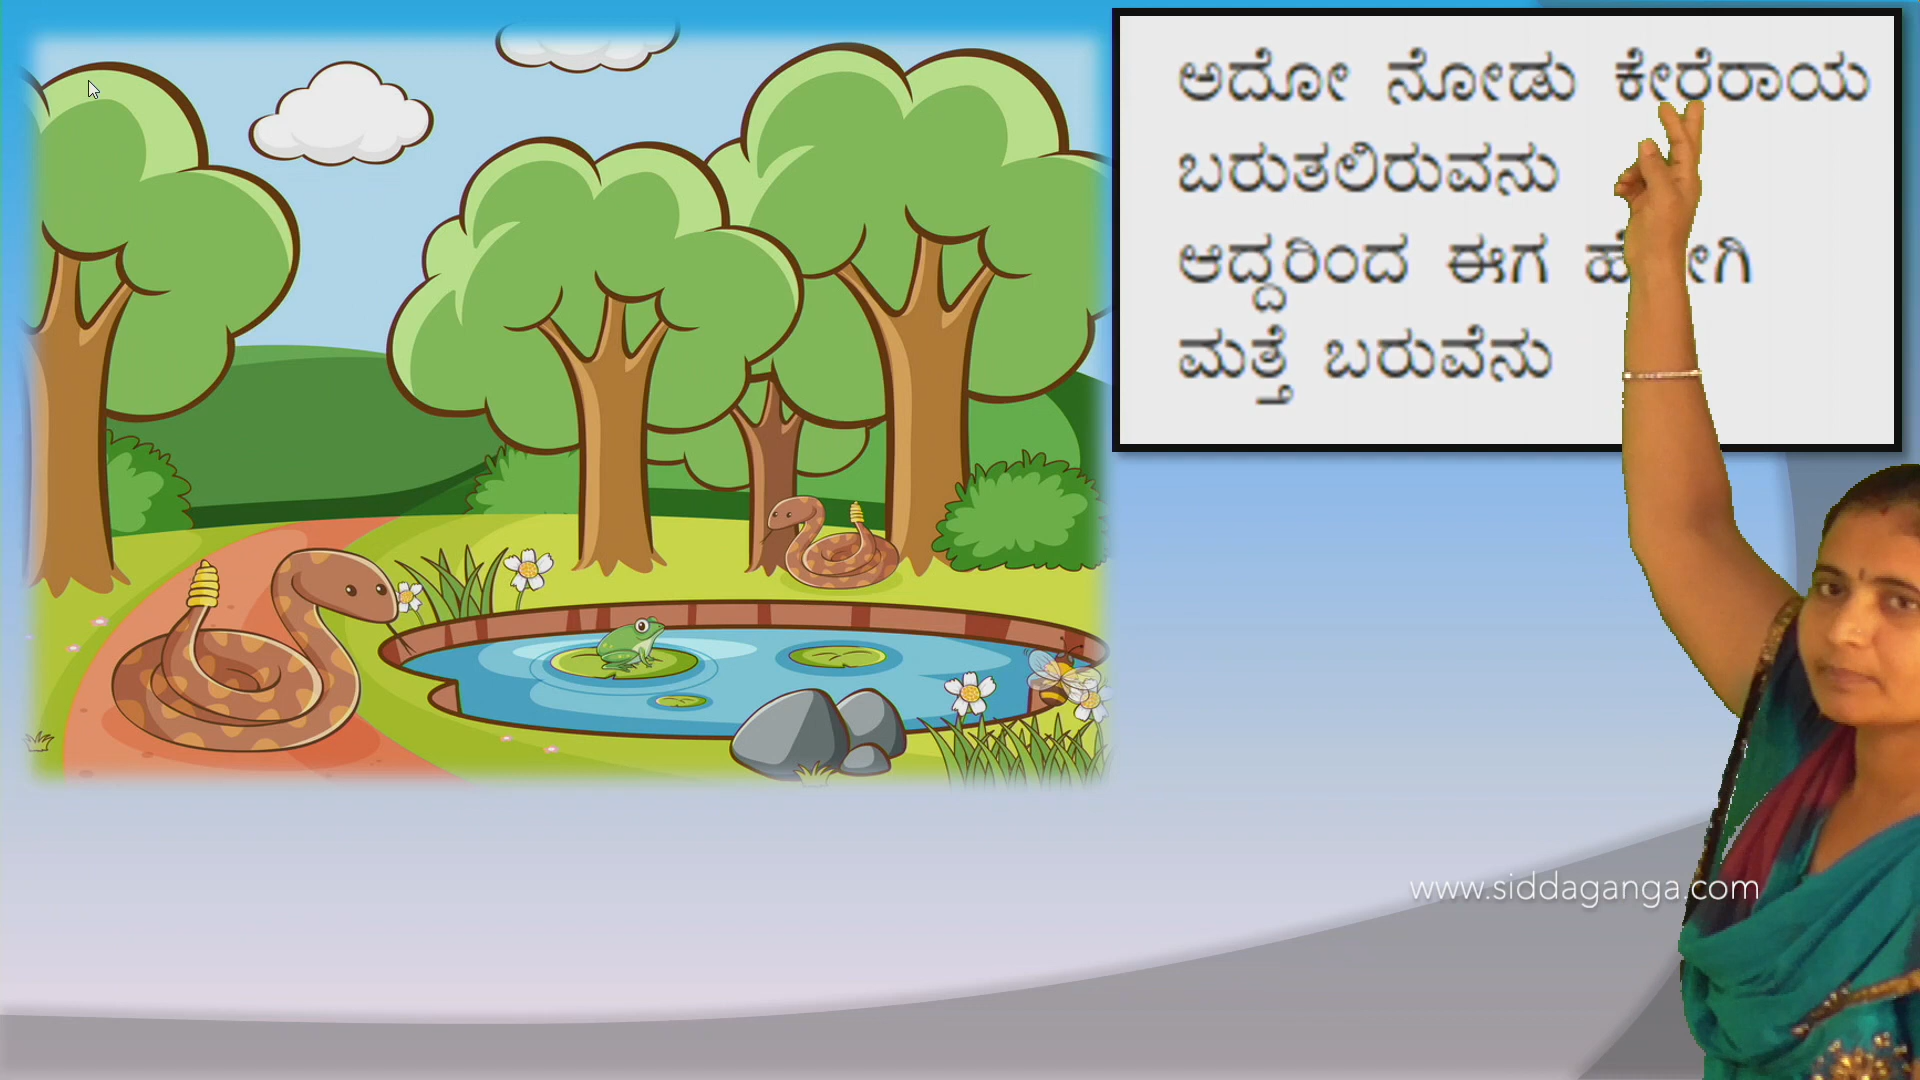 ಅದೋ ನೋಡು ಕೇರೆರಾಯ
ಬರುತಲಿರುವನು
ಆದ್ದರಿಂದ ಈಗ ಹೋಗಿ
ಮತ್ತೆ ಬರುವೆನು
www.siddaganga.com